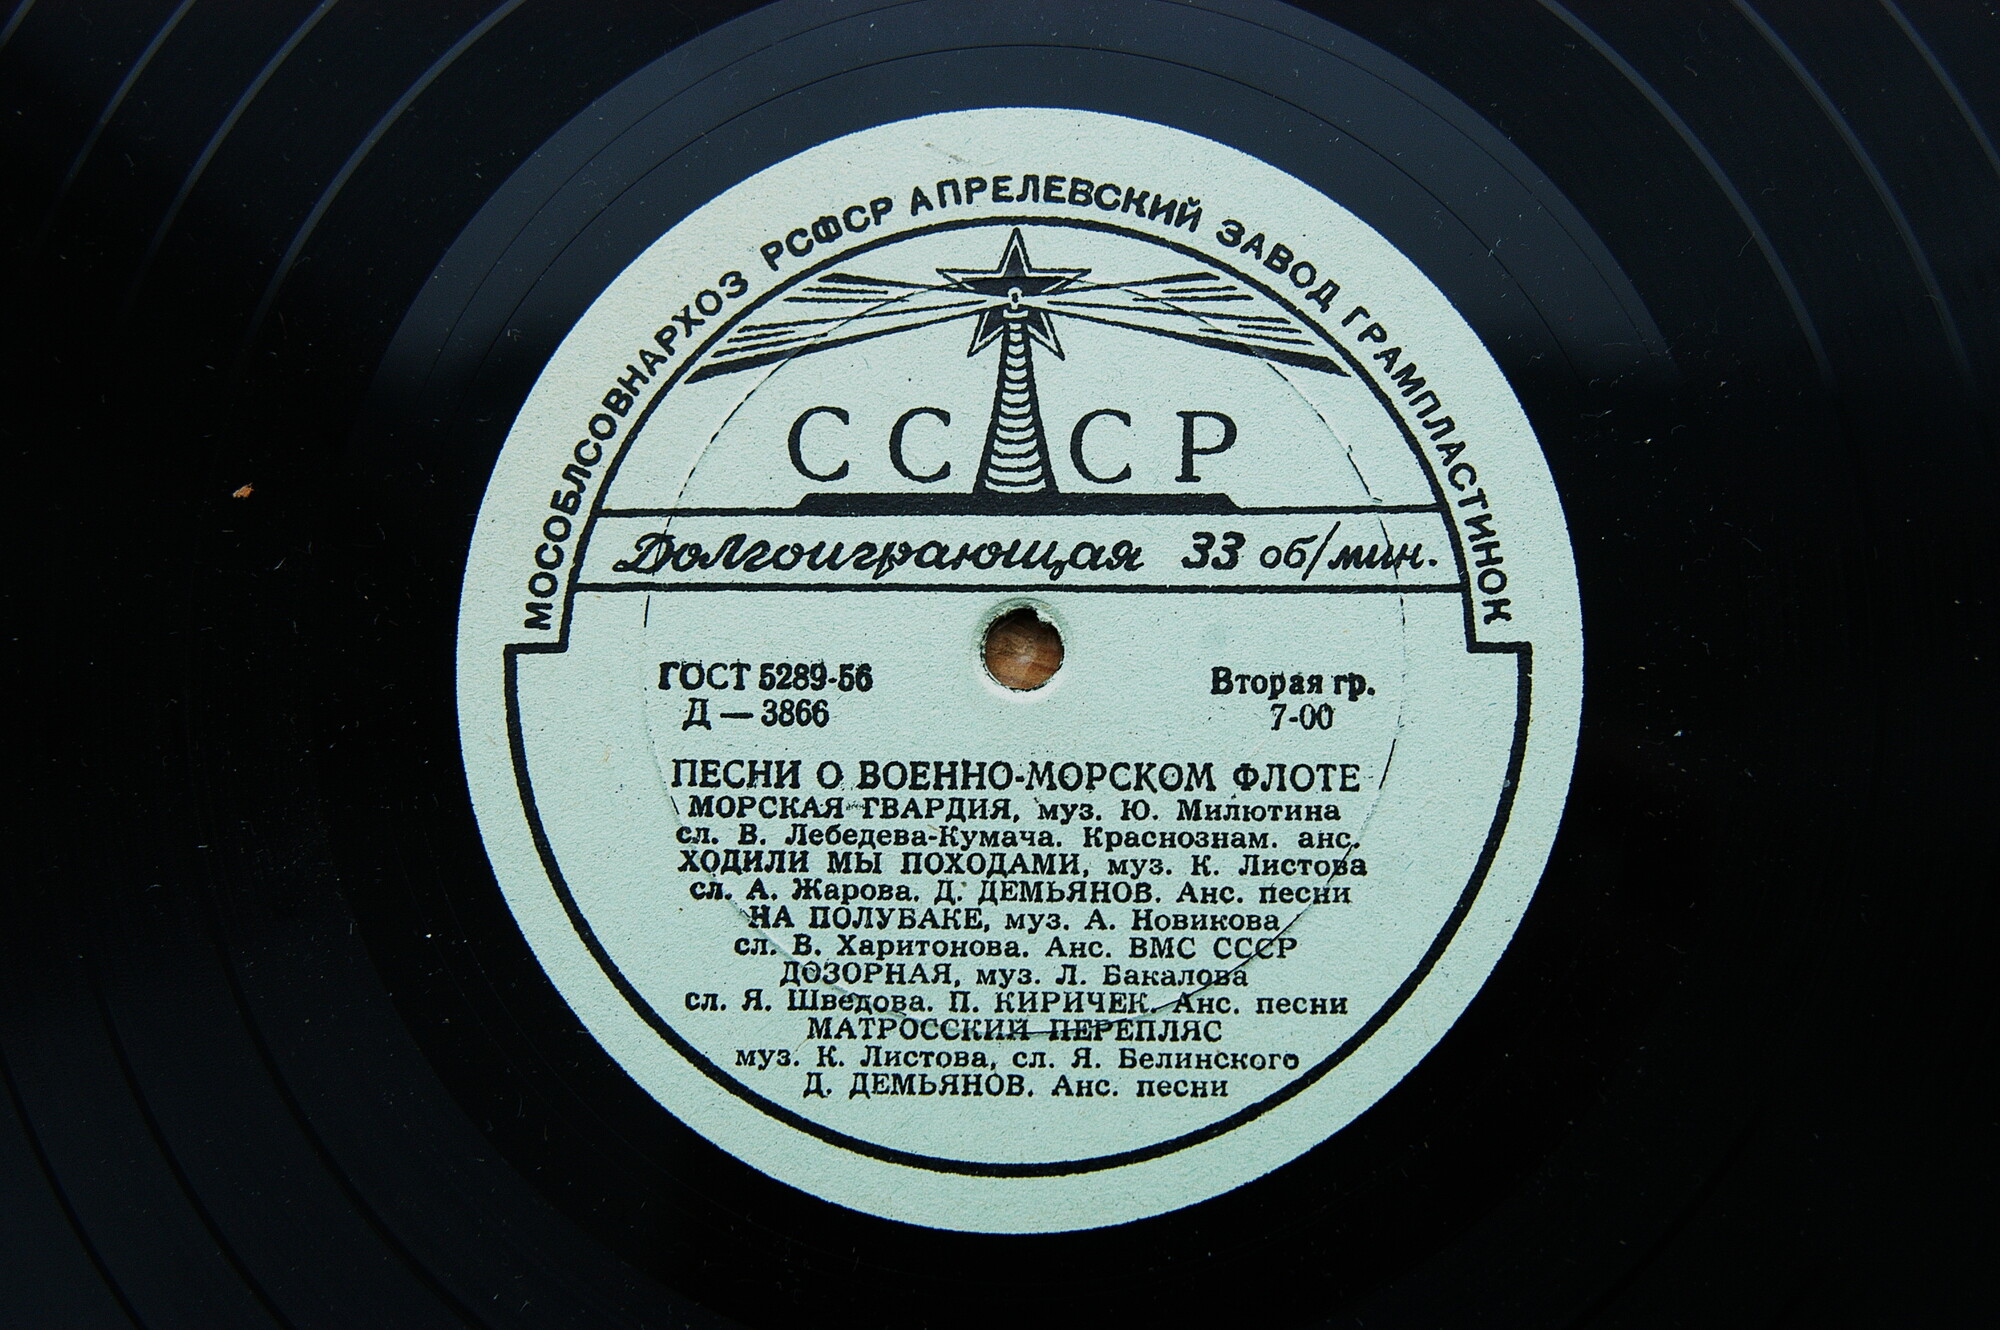 МОСОБЛСОВНАРХОЗ РСФСР АПРЕЛЕВСКИЙ ЗАВОД ГРАМПЛАСТИНОК
СССР
Долгоиграющая 33 об/мин.
ГОСТ 5289-56 Вторая гр.
Д — 3866 7-00
ПЕСНИ О ВОЕННО-МОРСКОМ ФЛОТЕ
МОРСКАЯ ГВАРДИЯ, муз. Ю. Милютина
сл. В. Лебедева-Кумача. Краснознам. анс.
ХОДИЛИ МЫ ПОХОДАМИ, муз. К. Листова
сл. А. Жарова. Д. ДЕМЬЯНОВ. Анс. песни
НА ПОЛУБАКЕ, муз. А. Новикова
сл. В. Харитонова. Анс. ВМС СССР
ДОЗОРНАЯ, муз. Л. Бакалова
сл. Я. Шведова. П. КИРИЧЕК. Анс. песни
МАТРОССКИЙ ПЕРЕПЛЯС
муз. К. Листова, сл. Я. Белинского
Д. ДЕМЬЯНОВ. Анс. песни